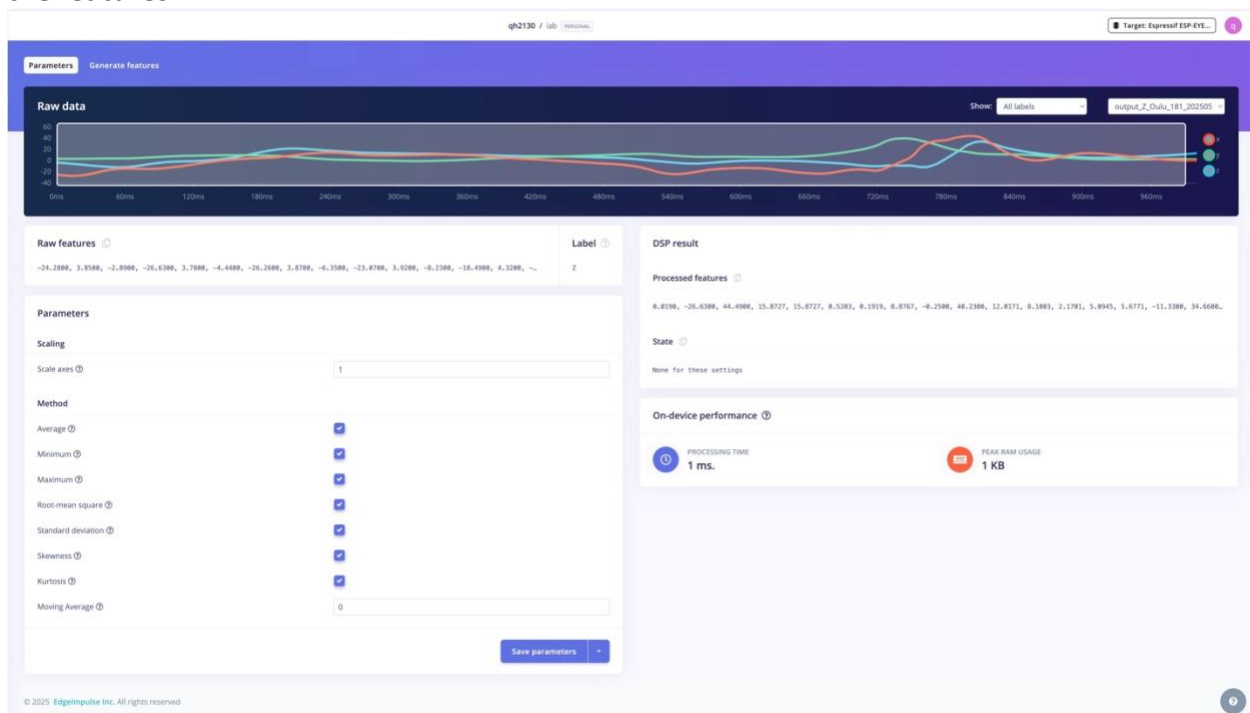 qh2130 / lab PERSONAL
Target: Espressif ESP-EYE...
q
Parameters
Generate features
Raw data
Show:
All labels
output_Z_Oulu_181_202505
60
40
20
0
-20
-40
0ms 60ms 120ms 180ms 240ms 300ms 360ms 420ms 480ms 540ms 600ms 660ms 720ms 780ms 840ms 900ms 960ms
x
y
z
Raw features
Label
-24.2800, 3.8500, -2.8900, -26.6300, 3.7800, -4.4400, -26.2600, 3.8700, -6.3500, -23.0700, 3.9200, -8.2300, -18.4900, 4.3200, -…
Z
Parameters
Scaling
Scale axes
1
Method
Average
Minimum
Maximum
Root-mean square
Standard deviation
Skewness
Kurtosis
Moving Average
0
Save parameters
DSP result
Processed features
0.0190, -26.6300, 44.4900, 15.8727, 15.8727, 0.5203, 0.1919, 8.8767, -0.2500, 40.2300, 12.0171, 8.1003, 2.1701, 5.0945, 5.6771, -11.3300, 34.6600…
State
None for these settings
On-device performance
PROCESSING TIME
1 ms.
PEAK RAM USAGE
1 KB
© 2025 EdgeImpulse Inc. All rights reserved